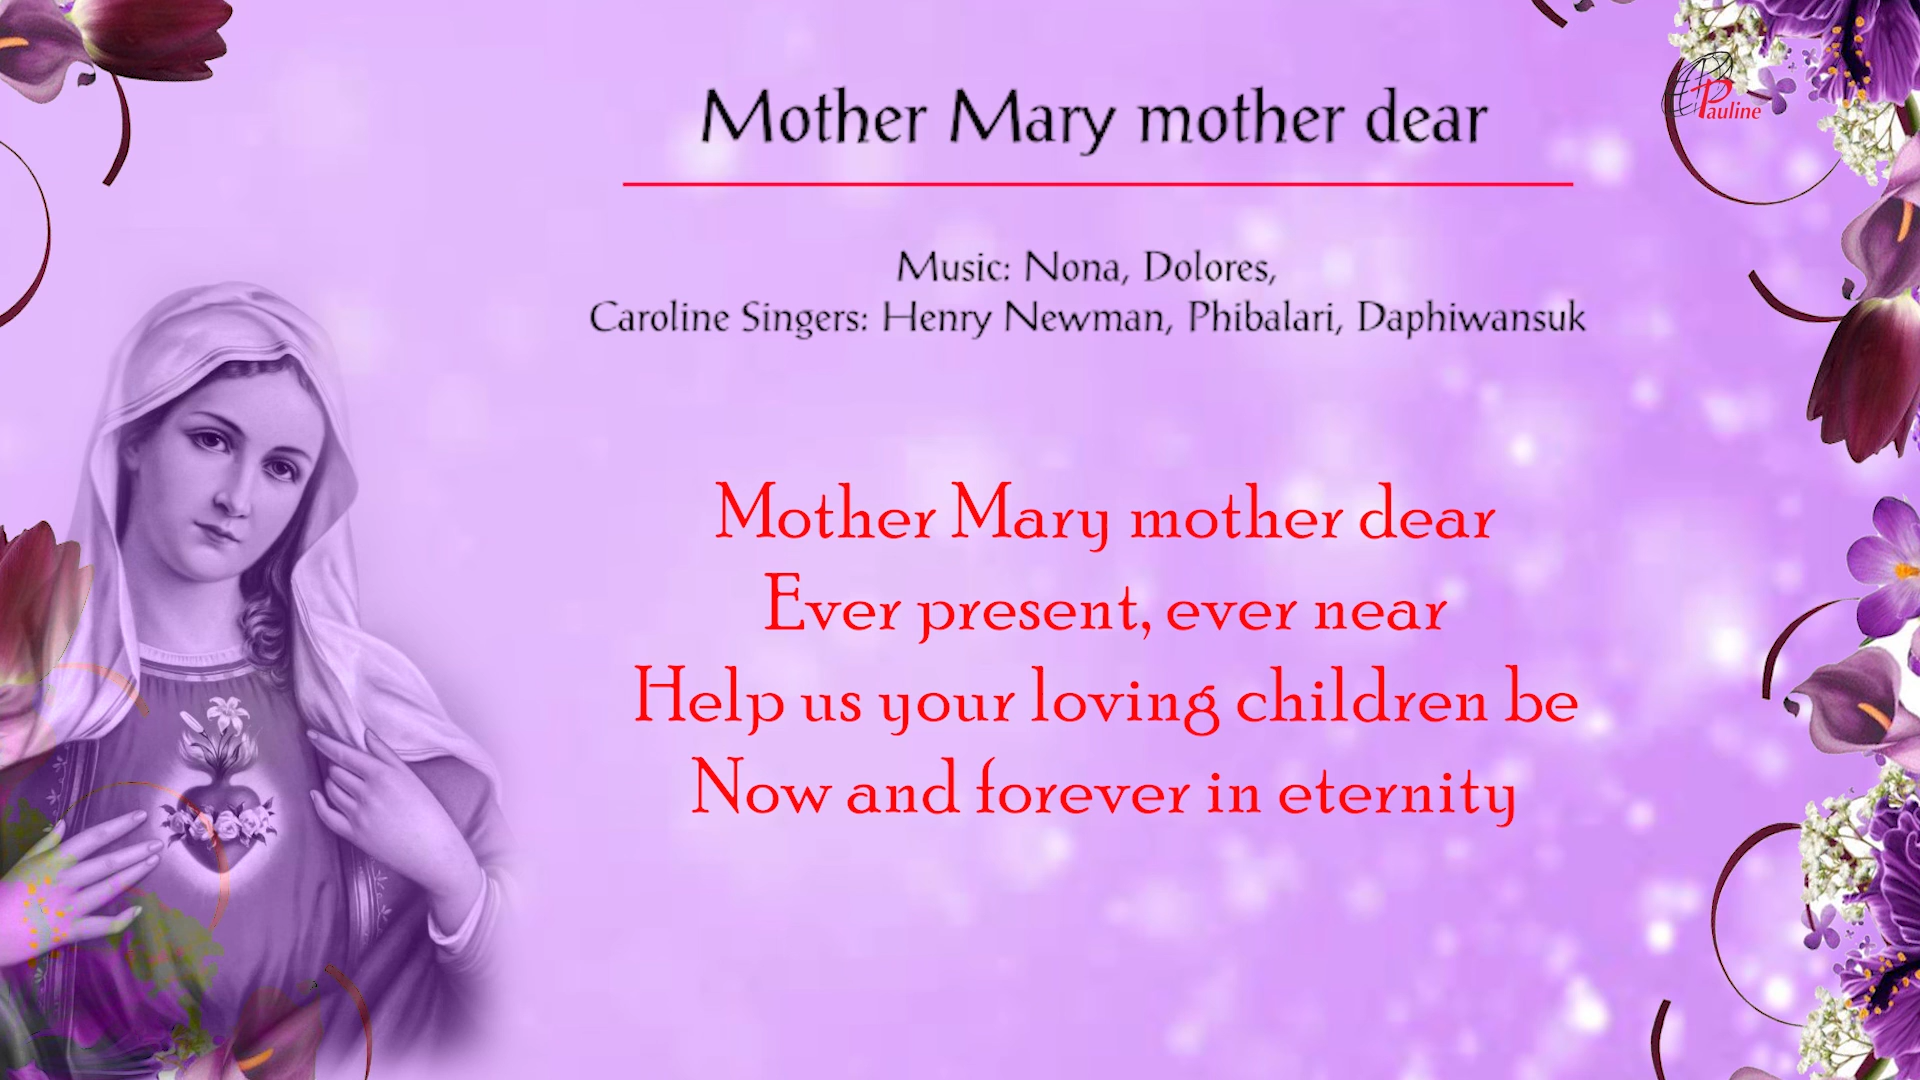 Mother Mary mother dear
Pauline
Music: Nona, Dolores,
Caroline Singers: Henry Newman, Phibalari, Daphiwansuk
Mother Mary mother dear
Ever present, ever near
Help us your loving children be
Now and forever in eternity